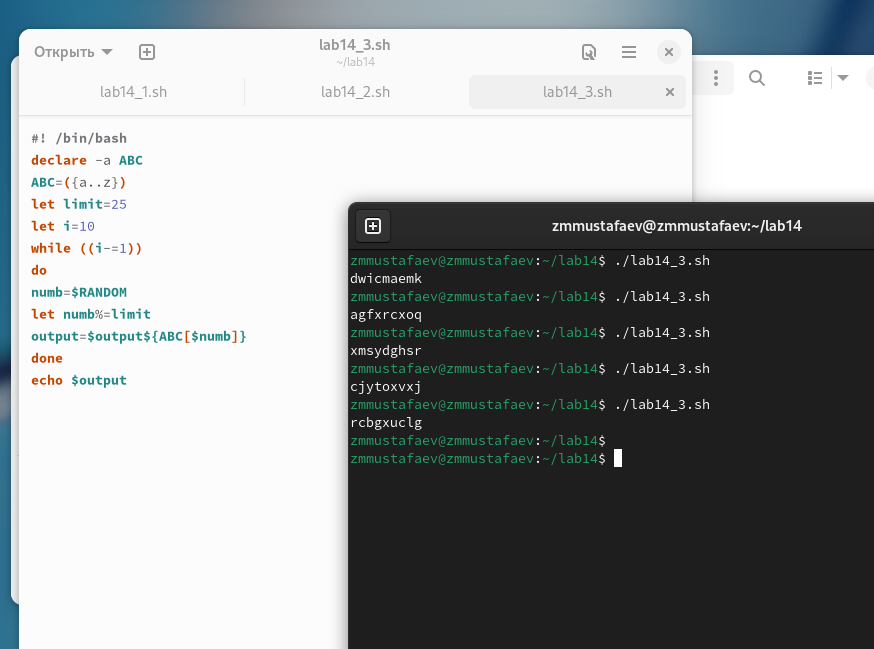 Открыть
lab14_3.sh
~/lab14
lab14_1.sh
lab14_2.sh
lab14_3.sh
#! /bin/bash
declare -a ABC
ABC=({a..z})
let limit=25
let i=10
while ((i-=1))
do
numb=$RANDOM
let numb%=limit
output=$output${ABC[$numb]}
done
echo $output
zmmustafaev@zmmustafaev:~/lab14
zmmustafaev@zmmustafaev:~/lab14$ ./lab14_3.sh
dwicmaemk
zmmustafaev@zmmustafaev:~/lab14$ ./lab14_3.sh
agfxrcxoq
zmmustafaev@zmmustafaev:~/lab14$ ./lab14_3.sh
xmsydghsr
zmmustafaev@zmmustafaev:~/lab14$ ./lab14_3.sh
cjytoxvxj
zmmustafaev@zmmustafaev:~/lab14$ ./lab14_3.sh
rcbgxuclg
zmmustafaev@zmmustafaev:~/lab14$
zmmustafaev@zmmustafaev:~/lab14$